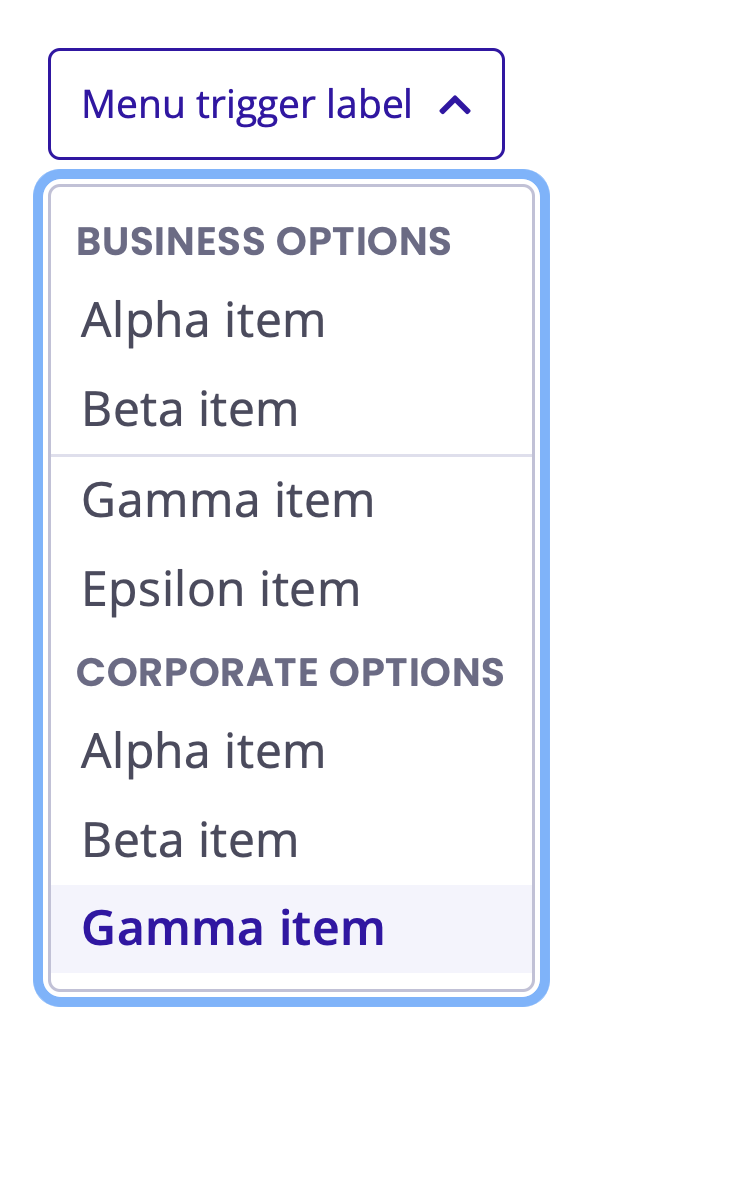 Menu trigger label
BUSINESS OPTIONS
Alpha item
Beta item
Gamma item
Epsilon item
CORPORATE OPTIONS
Alpha item
Beta item
Gamma item